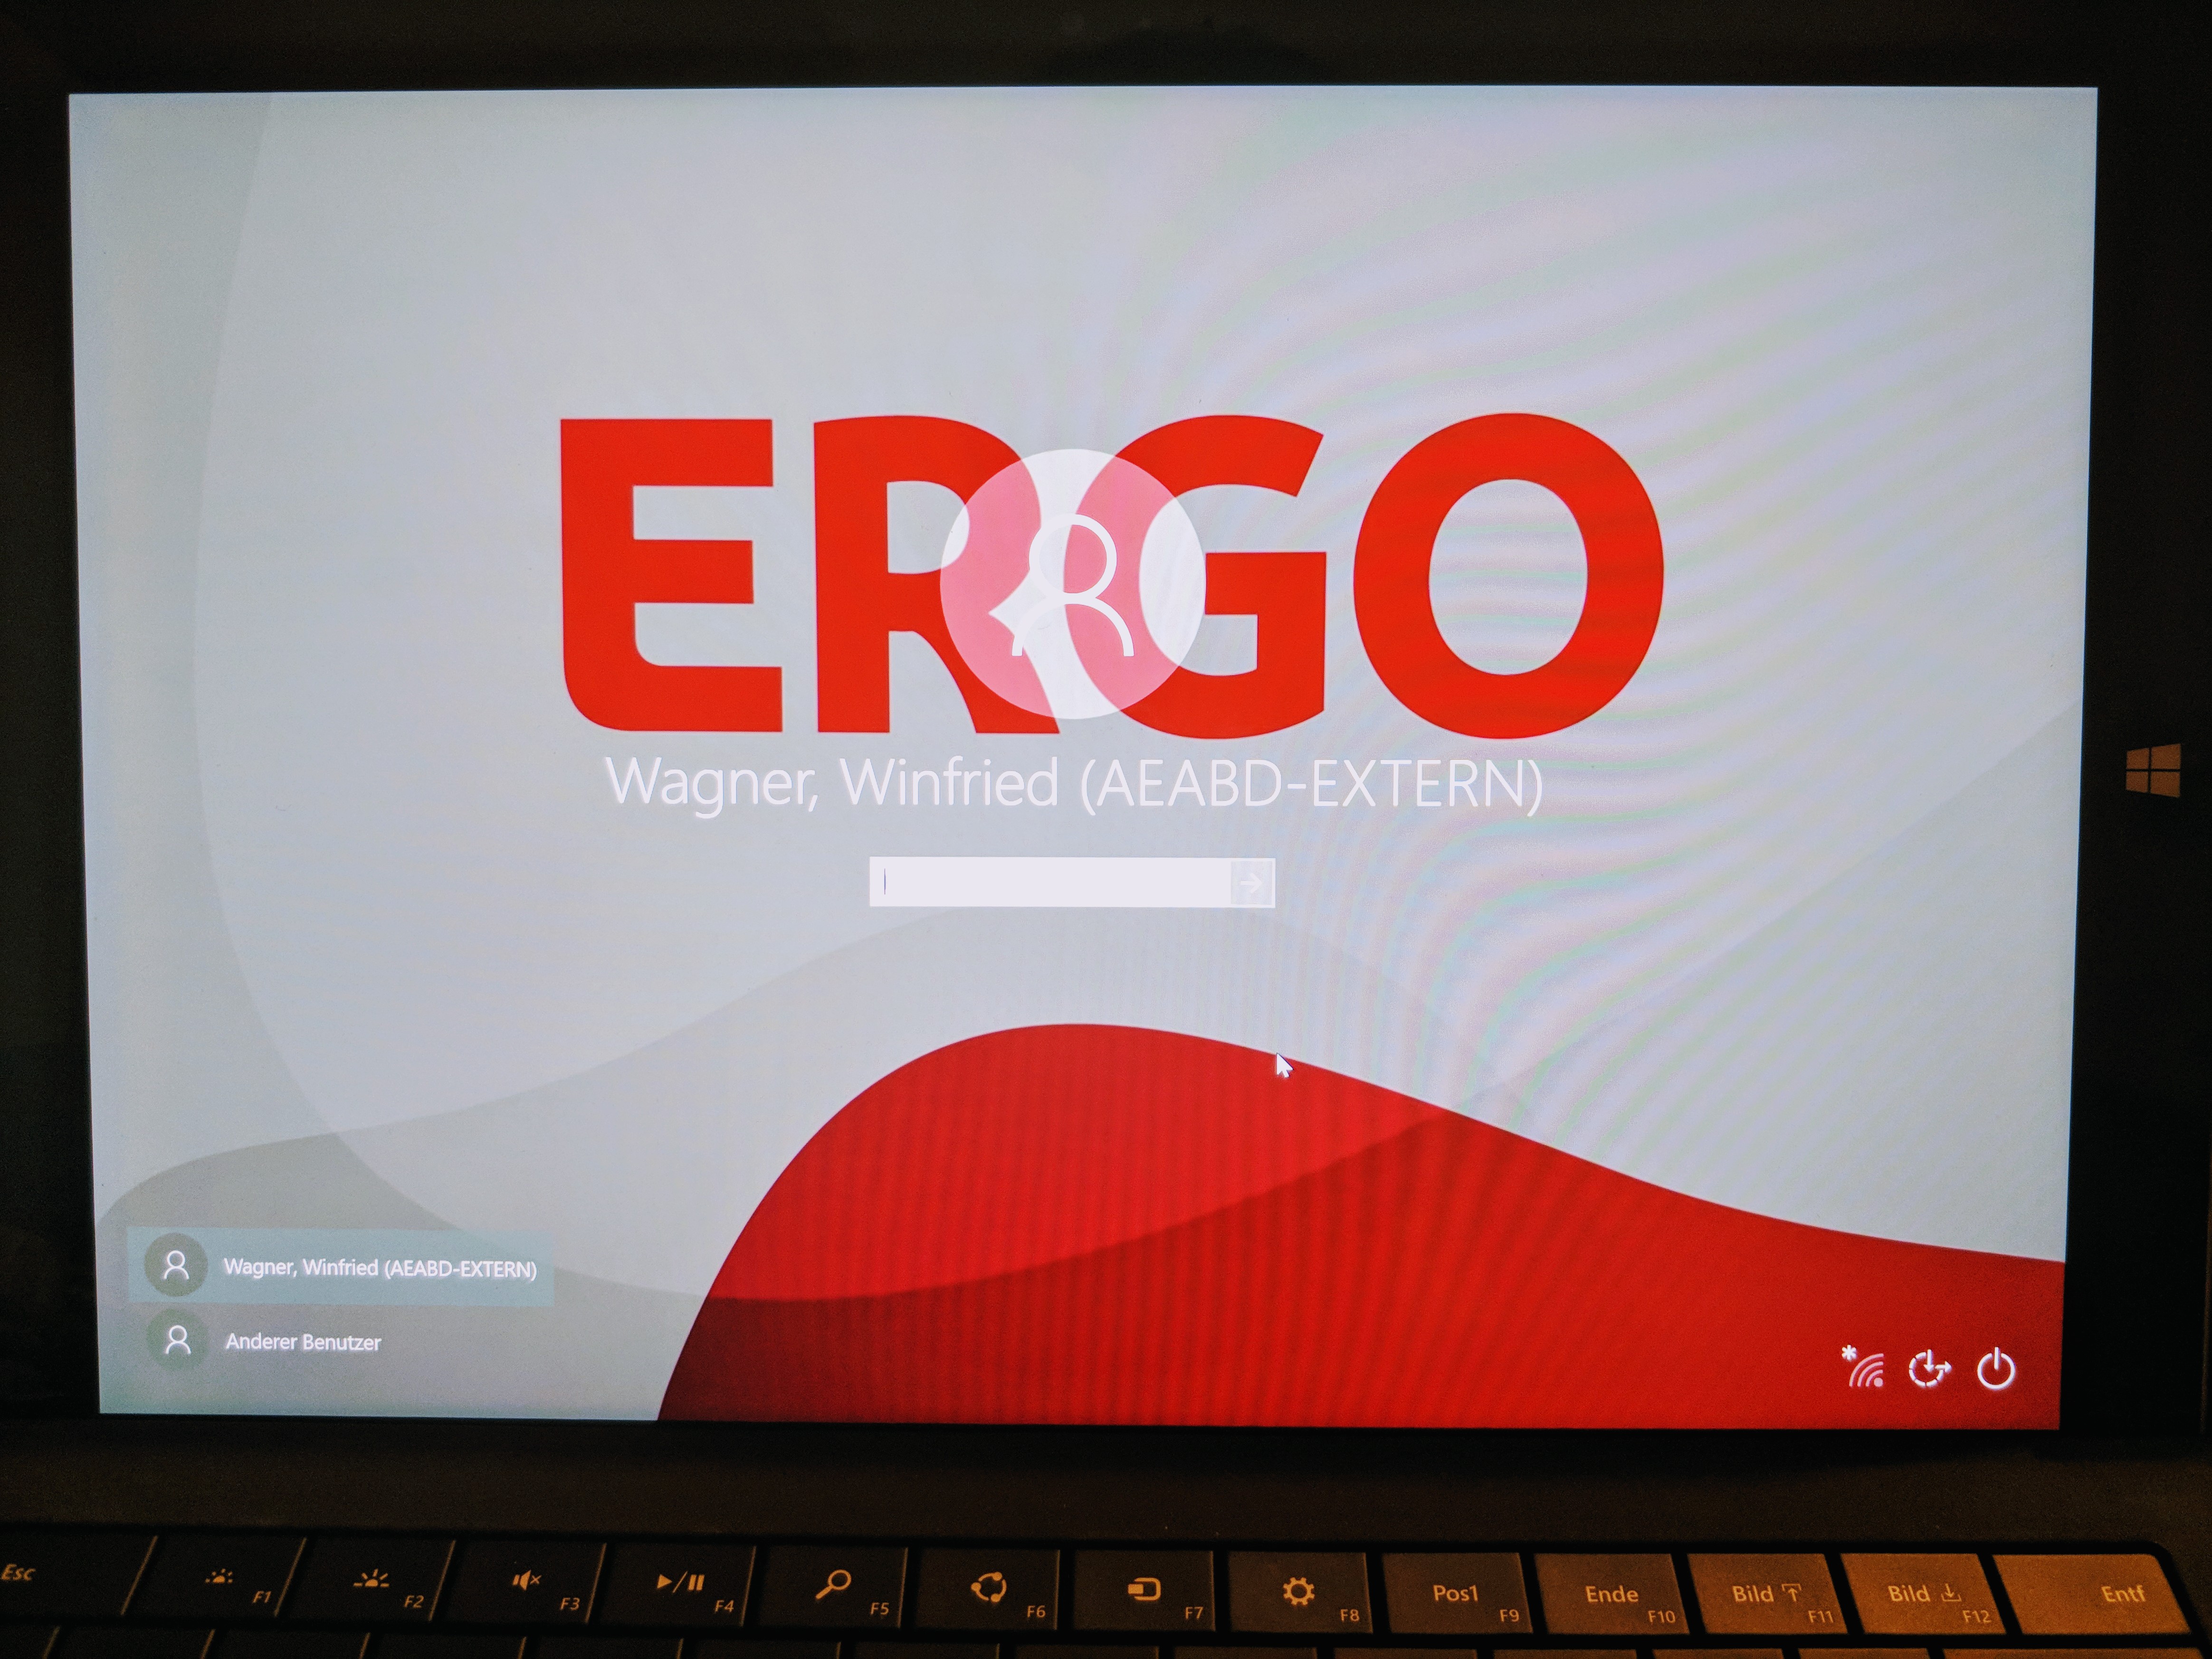 ERGO
Wagner, Winfried (AEABD-EXTERN)
Wagner, Winfried (AEABD-EXTERN)
Anderer Benutzer
Esc
F1
F2
F3
F4
F5
F6
F7
F8
Pos1 F9
Ende F10
Bild F11
Bild F12
Entf